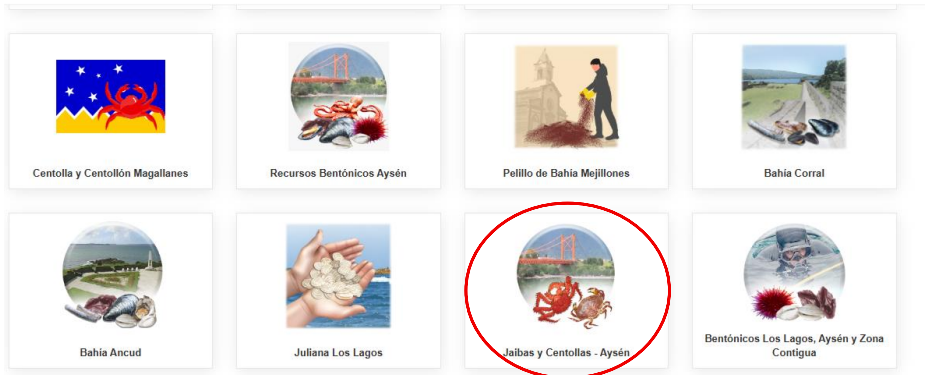 Centolla y Centollón Magallanes
Recursos Bentónicos Aysén
Pelillo de Bahía Mejillones
Bahía Corral
Bahía Ancud
Juliana Los Lagos
Jaibas y Centollas - Aysén
Bentónicos Los Lagos, Aysén y Zona
Contigua